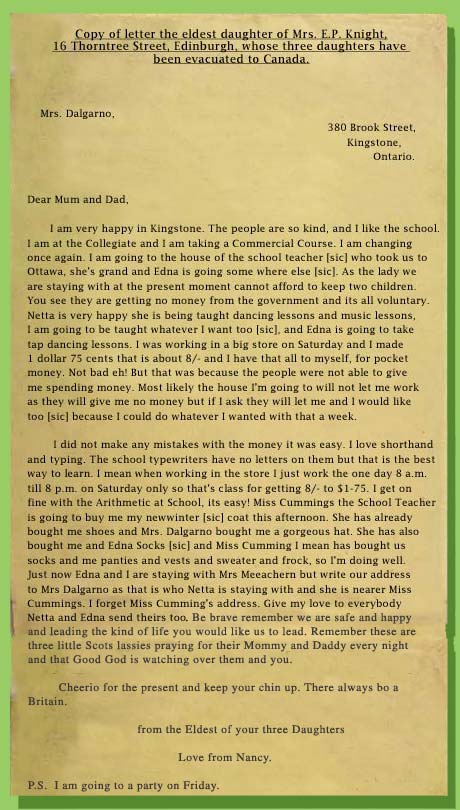 Copy of letter the eldest daughter of Mrs. E.P. Knight,
16 Thorntree Street, Edinburgh, whose three daughters have
been evacuated to Canada.
Mrs. Dalgarno,
380 Brook Street,
Kingstone,
Ontario.
Dear Mum and Dad,
I am very happy in Kingstone. The people are so kind, and I like the school.
I am at the Collegiate and I am taking a Commercial Course. I am changing
once again. I am going to the house of the school teacher [sic] who took us to
Ottawa, she's grand and Edna is going some where else [sic]. As the lady we
are staying with at the present moment cannot afford to keep two children.
You see they are getting no money from the government and its all voluntary.
Netta is very happy she is being taught dancing lessons and music lessons,
I am going to be taught whatever I want too [sic], and Edna is going to take
tap dancing lessons. I was working in a big store on Saturday and I made
1 dollar 75 cents that is about 8/- and I have that all to myself, for pocket
money. Not bad eh! But that was because the people were not able to give
me spending money. Most likely the house I'm going to will not let me work
as they will give me no money but if I ask they will let me and I would like
too [sic] because I could do whatever I wanted with that a week.
I did not make any mistakes with the money it was easy. I love shorthand
and typing. The school typewriters have no letters on them but that is the best
way to learn. I mean when working in the store I just work the one day 8 a.m.
till 8 p.m. on Saturday only so that's class for getting 8/- to $1-75. I get on
fine with the Arithmetic at School, its easy! Miss Cummings the School Teacher
is going to buy me my newwinter [sic] coat this afternoon. She has already
bought me shoes and Mrs. Dalgarno bought me a gorgeous hat. She has also
bought me and Edna Socks [sic] and Miss Cumming I mean has bought us
socks and me panties and vests and sweater and frock, so I'm doing well.
Just now Edna and I are staying with Mrs Meeachern but write our address
to Mrs Dalgarno as that is who Netta is staying with and she is nearer Miss
Cummings. I forget Miss Cumming's address. Give my love to everybody
Netta and Edna send theirs too. Be brave remember we are safe and happy
and leading the kind of life you would like us to lead. Remember these are
three little Scots lassies praying for their Mommy and Daddy every night
and that Good God is watching over them and you.
Cheerio for the present and keep your chin up. There always bo a
Britain.
from the Eldest of your three Daughters
Love from Nancy.
P.S. I am going to a party on Friday.